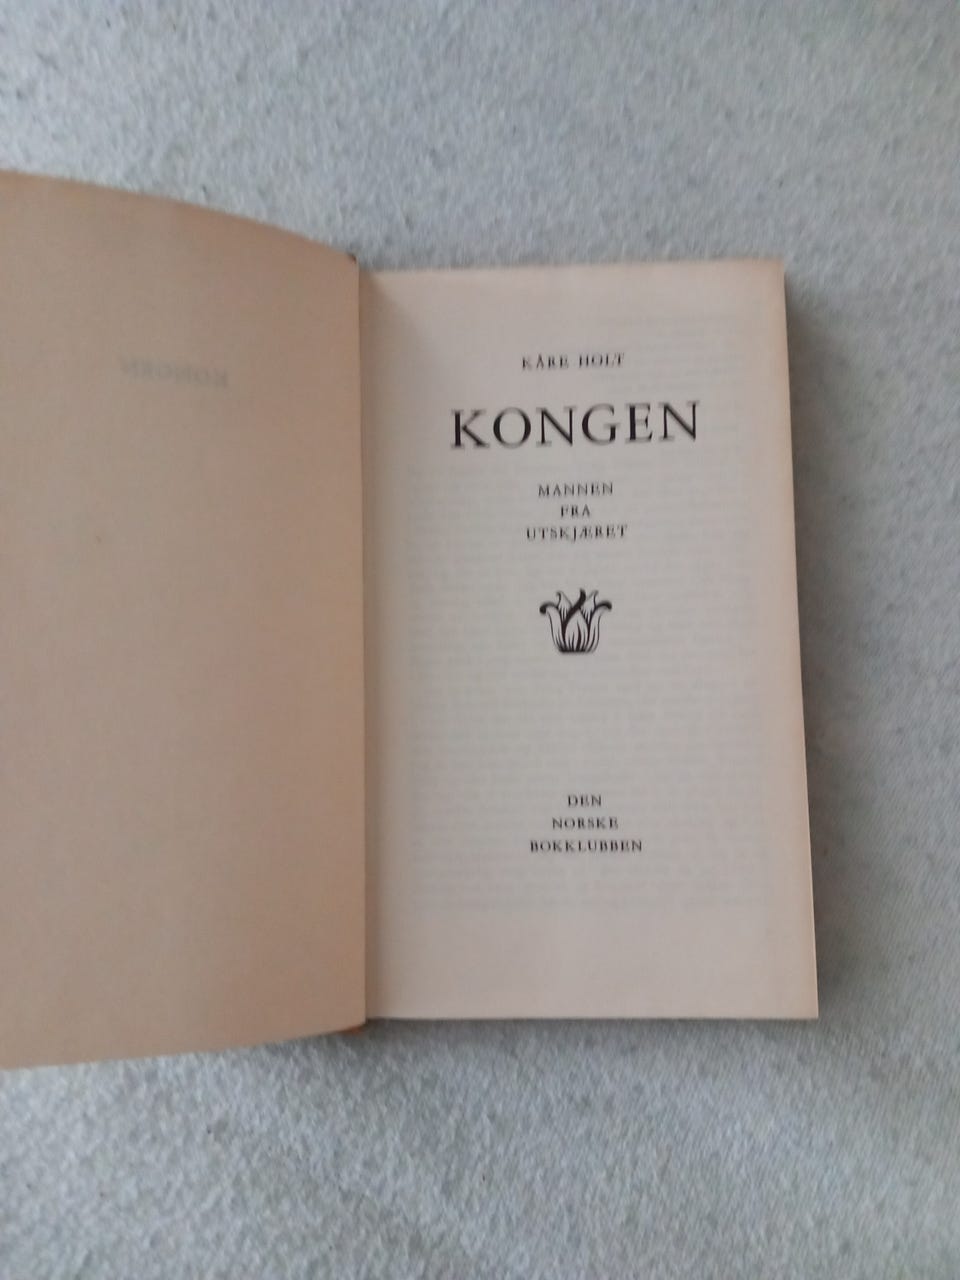 KÅRE HOLT
KONGEN
MANNEN
FRA
UTSKJÆRET
DEN
NORSKE
BOKKLUBBEN